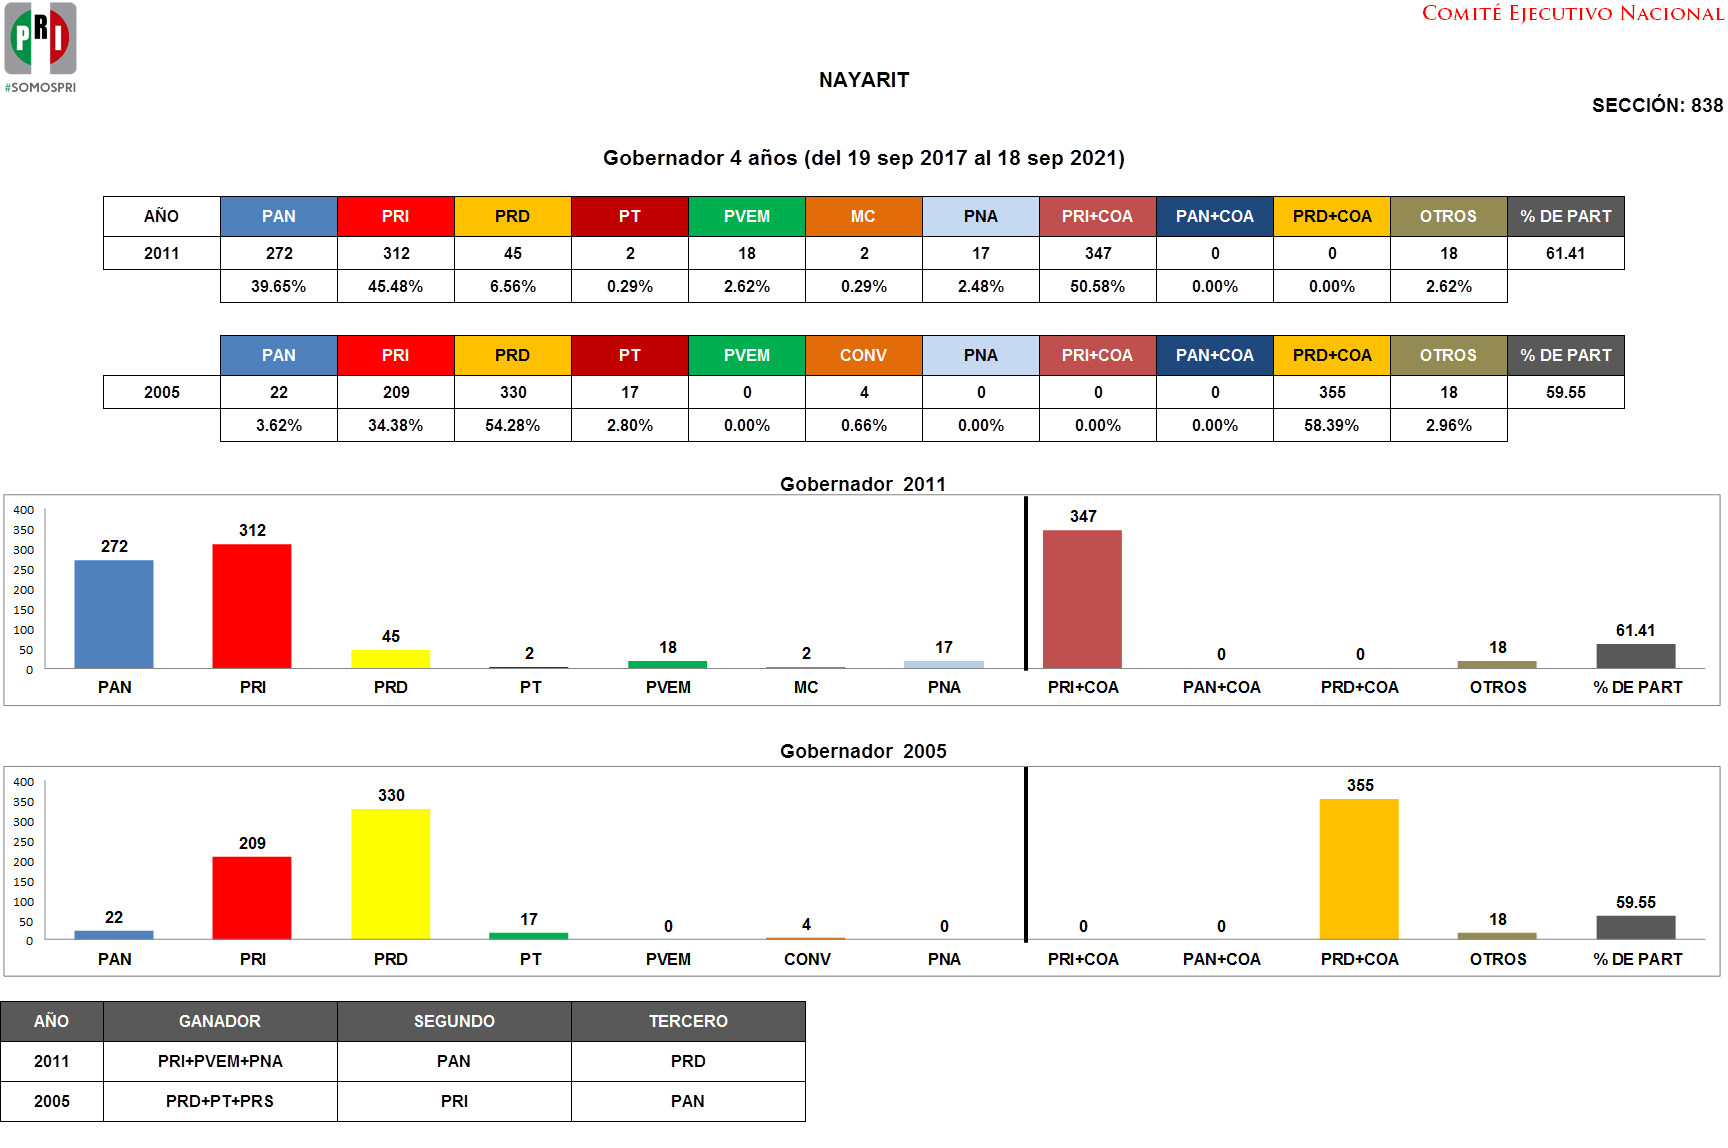 PRI
#SOMOSPRI
COMITÉ EJECUTIVO NACIONAL
NAYARIT
SECCIÓN: 838
Gobernador 4 años (del 19 sep 2017 al 18 sep 2021)
AÑO PAN PRI PRD PT PVEM MC PNA PRI+COA PAN+COA PRD+COA OTROS % DE PART
2011 272 312 45 2 18 2 17 347 0 0 18 61.41
39.65% 45.48% 6.56% 0.29% 2.62% 0.29% 2.48% 50.58% 0.00% 0.00% 2.62%
PAN PRI PRD PT PVEM CONV PNA PRI+COA PAN+COA PRD+COA OTROS % DE PART
2005 22 209 330 17 0 4 0 0 0 355 18 59.55
3.62% 34.38% 54.28% 2.80% 0.00% 0.66% 0.00% 0.00% 0.00% 58.39% 2.96%
Gobernador 2011
400
350
300
250
200
150
100
50
0
272 312 45 2 18 2 17 347 0 0 18 61.41
PAN PRI PRD PT PVEM MC PNA PRI+COA PAN+COA PRD+COA OTROS % DE PART
Gobernador 2005
400
350
300
250
200
150
100
50
0
22 209 330 17 0 4 0 0 0 355 18 59.55
PAN PRI PRD PT PVEM CONV PNA PRI+COA PAN+COA PRD+COA OTROS % DE PART
AÑO GANADOR SEGUNDO TERCERO
2011 PRI+PVEM+PNA PAN PRD
2005 PRD+PT+PRS PRI PAN